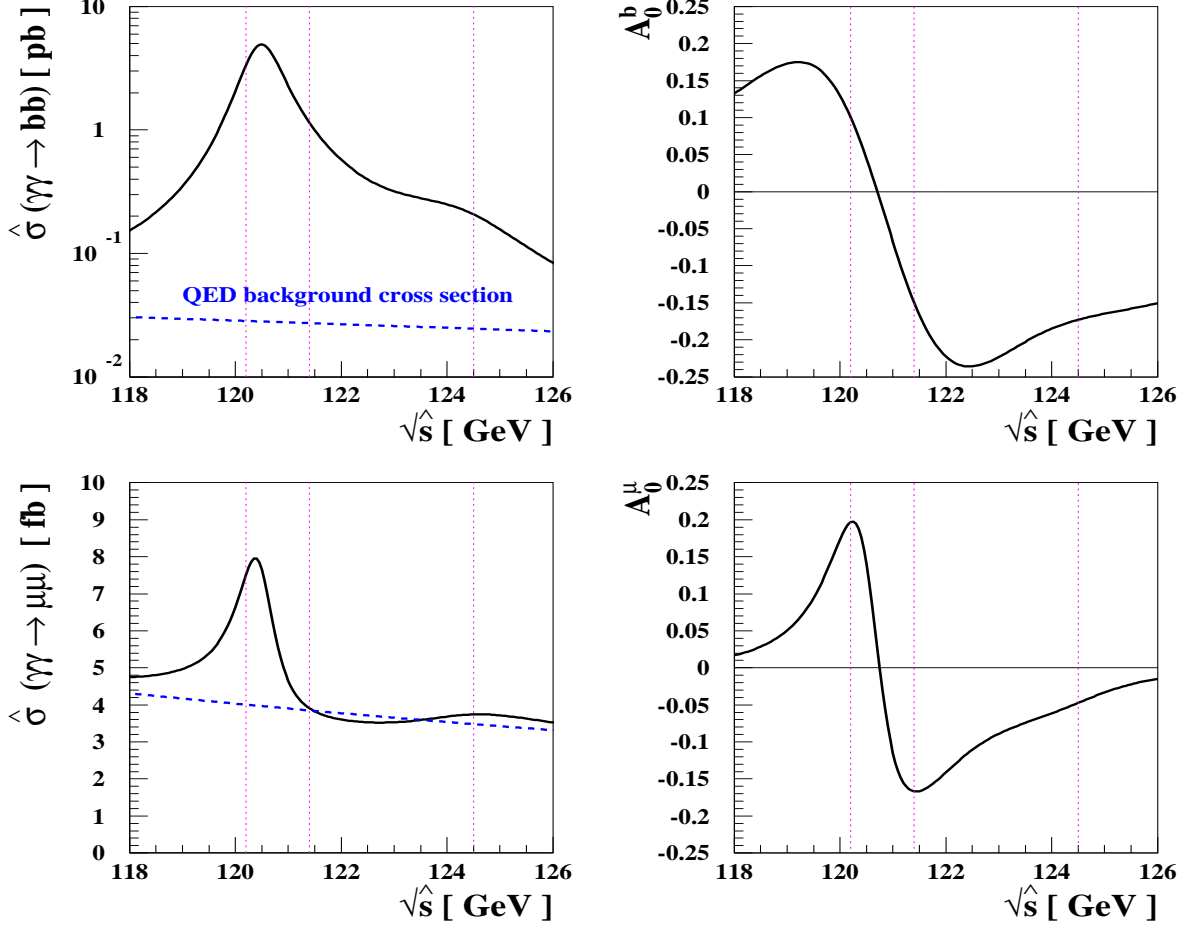 σ̂ (γγ → bb) [ pb ]
10
1
10⁻¹
10⁻²
QED background cross section
118 120 122 124 126
√ŝ [ GeV ]
A₀ᵇ
0.25
0.2
0.15
0.1
0.05
0
-0.05
-0.1
-0.15
-0.2
-0.25
118 120 122 124 126
√ŝ [ GeV ]
σ̂ (γγ → μμ) [ fb ]
10
9
8
7
6
5
4
3
2
1
0
118 120 122 124 126
√ŝ [ GeV ]
A₀^μ
0.25
0.2
0.15
0.1
0.05
0
-0.05
-0.1
-0.15
-0.2
-0.25
118 120 122 124 126
√ŝ [ GeV ]